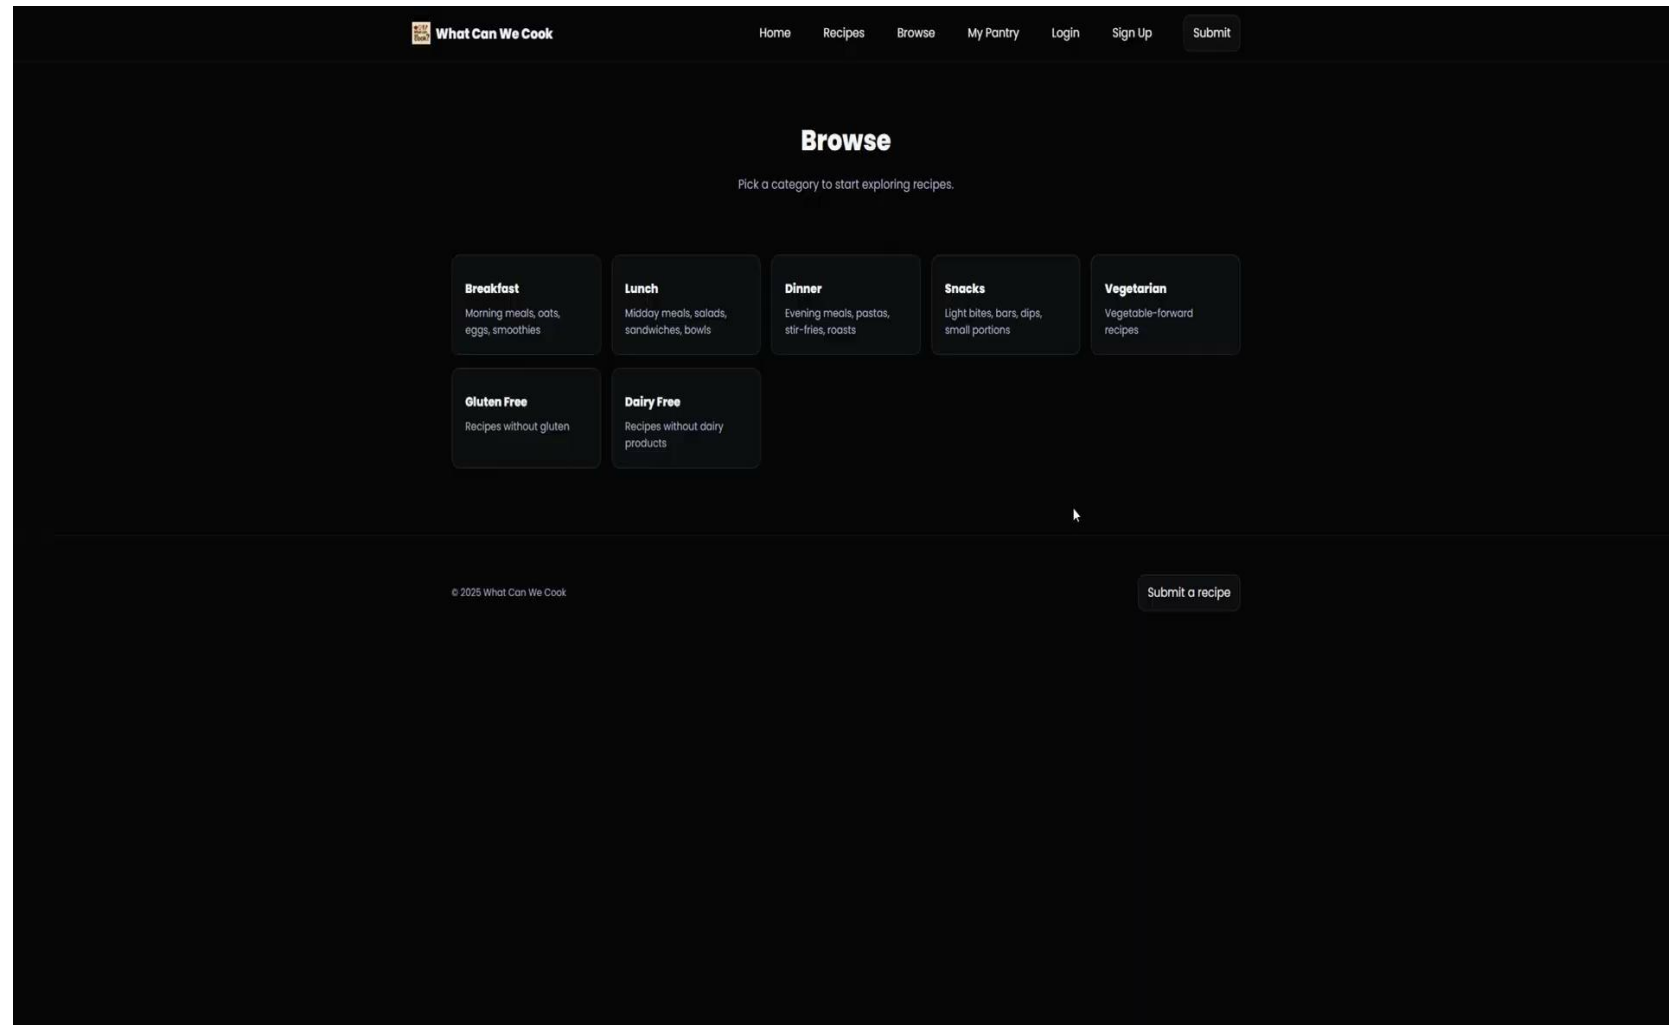 What Can We Cook
Home Recipes Browse My Pantry Login Sign Up Submit
Browse
Pick a category to start exploring recipes.
Breakfast
Morning meals, oats,
eggs, smoothies
Lunch
Midday meals, salads,
sandwiches, bowls
Dinner
Evening meals, pastas,
stir-fries, roasts
Snacks
Light bites, bars, dips,
small portions
Vegetarian
Vegetable-forward
recipes
Gluten Free
Recipes without gluten
Dairy Free
Recipes without dairy
products
© 2025 What Can We Cook
Submit a recipe